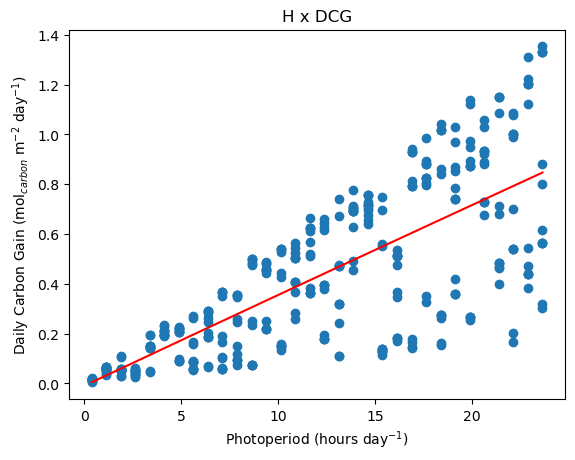 H x DCG
Daily Carbon Gain (mol_carbon m⁻² day⁻¹)
1.4
1.2
1.0
0.8
0.6
0.4
0.2
0.0
0 5 10 15 20
Photoperiod (hours day⁻¹)